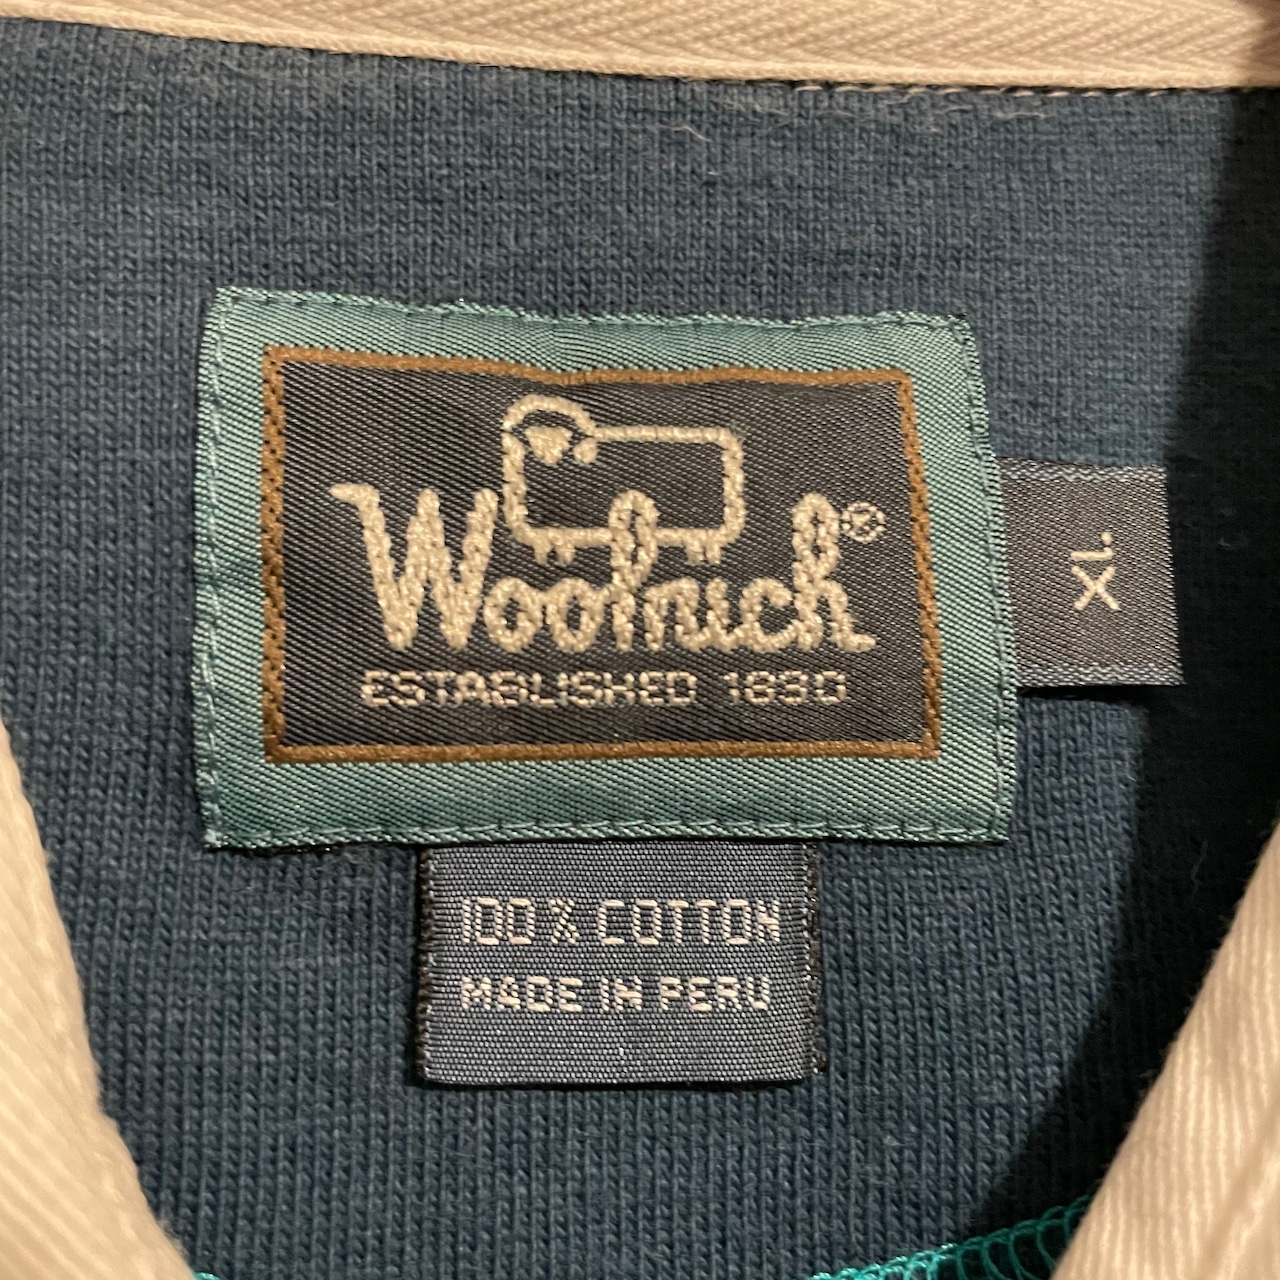 Woolrich®
ESTABLISHED 1830
XL
100% COTTON
MADE IN PERU